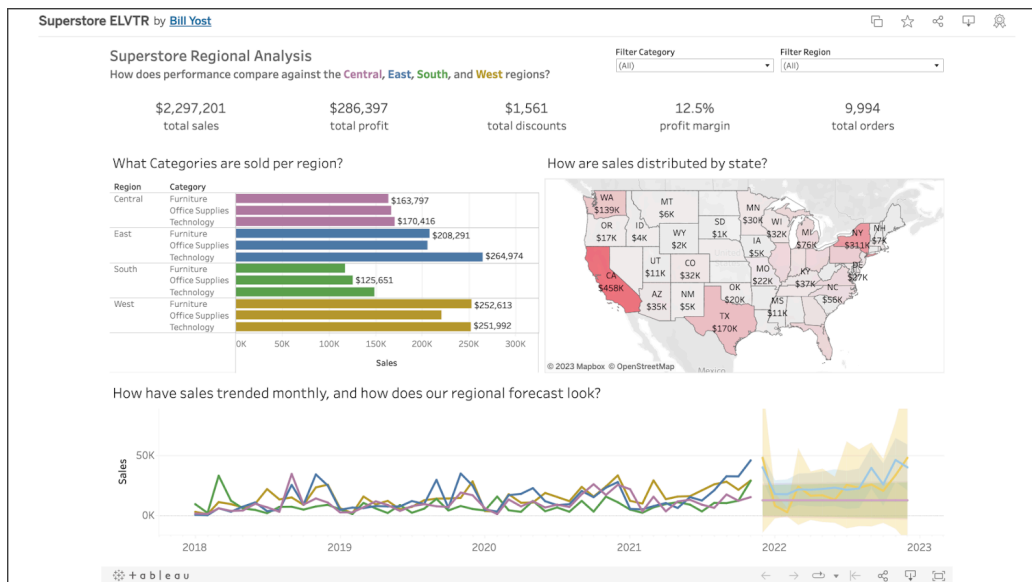 Superstore ELVTR by Bill Yost
Superstore Regional Analysis
How does performance compare against the Central, East, South, and West regions?
Filter Category
(All)
Filter Region
(All)
$2,297,201
total sales
$286,397
total profit
$1,561
total discounts
12.5%
profit margin
9,994
total orders
What Categories are sold per region?
Region Category
Central Furniture $163,797
Office Supplies
Technology $170,416
East Furniture $208,291
Office Supplies
Technology $264,974
South Furniture
Office Supplies $125,651
Technology
West Furniture $252,613
Office Supplies
Technology $251,992
0K 50K 100K 150K 200K 250K 300K
Sales
How are sales distributed by state?
WA
$139K
MT
$6K
MN
$30K
OR
$17K
ID
$4K
SD
$1K
WI
$32K
MI
$76K
NY
$311K
NH
$7K
WY
$2K
IA
$5K
UT
$11K
CO
$32K
MO
$22K
KY
$37K
DE
$27K
CA
$458K
AZ
$35K
NM
$5K
OK
$20K
NC
$56K
MS
$11K
TX
$170K
Mexico
© 2023 Mapbox © OpenStreetMap
How have sales trended monthly, and how does our regional forecast look?
Sales
50K
0K
2018 2019 2020 2021 2022 2023
+ableau